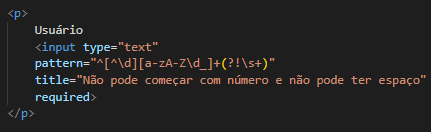 <p>
Usuário
<input type="text"
pattern="^[^\d][a-zA-Z\d_]+(?!\s+)"
title="Não pode começar com número e não pode ter espaço"
required>
</p>